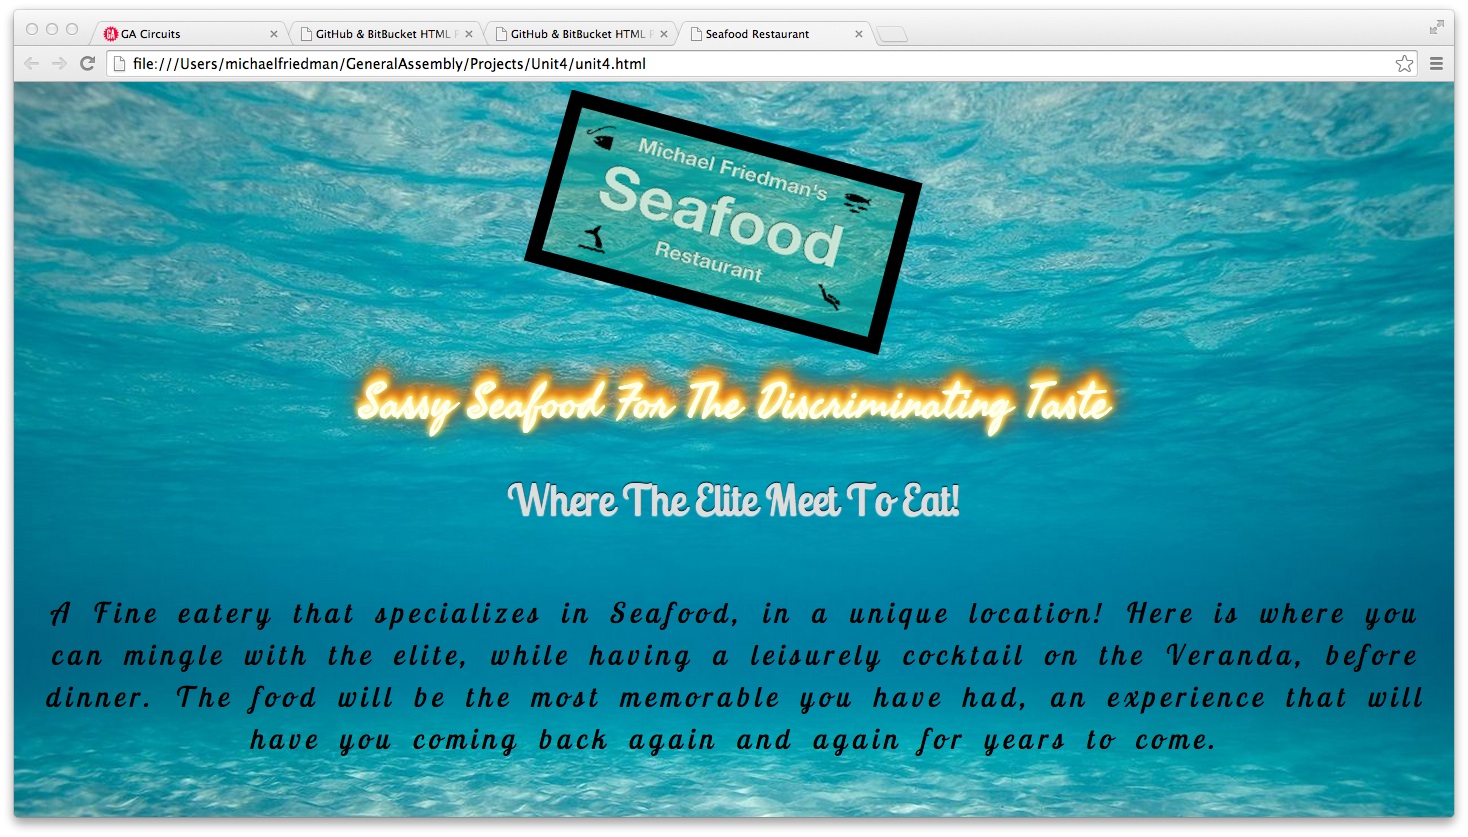 GA Circuits
GitHub & BitBucket HTML
GitHub & BitBucket HTML
Seafood Restaurant
file:///Users/michaelfriedman/GeneralAssembly/Projects/Unit4/unit4.html
Michael Friedman's
Seafood
Restaurant
Sassy Seafood For The Discriminating Taste
Where The Elite Meet To Eat!
A Fine eatery that specializes in Seafood, in a unique location! Here is where you
can mingle with the elite, while having a leisurely cocktail on the Veranda, before
dinner. The food will be the most memorable you have had, an experience that will
have you coming back again and again for years to come.